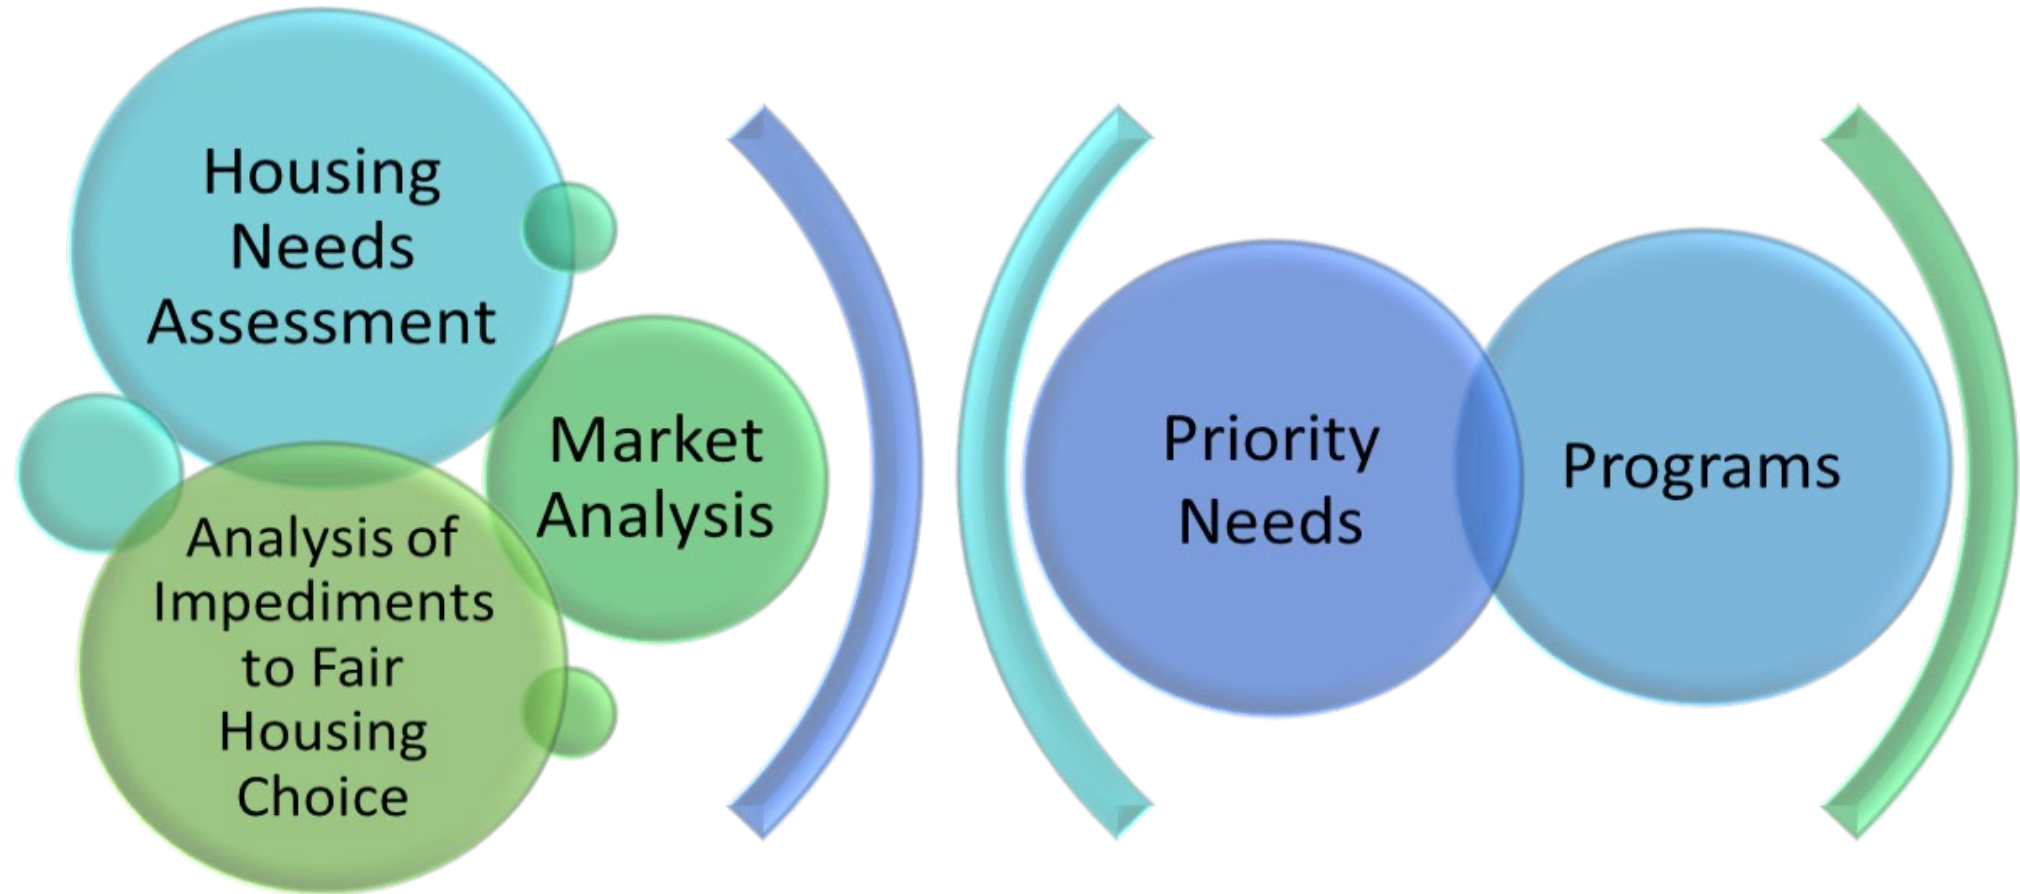 Housing
Needs
Assessment
Market
Analysis
Analysis of
Impediments
to Fair
Housing
Choice
Priority
Needs
Programs